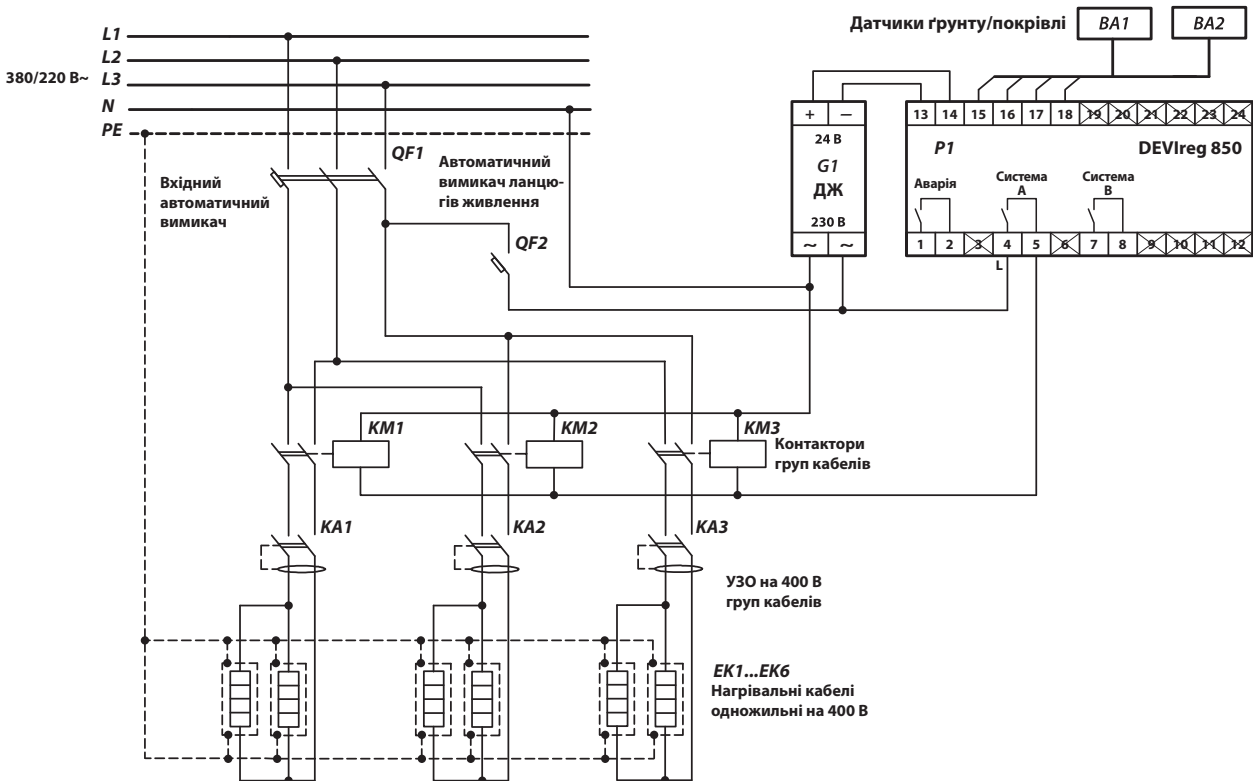 L1
L2
380/220 В~ L3
N
PE
Датчики ґрунту/покрівлі
BA1
BA2
QF1
Вхідний
автоматичний
вимикач
Автоматичний
вимикач ланцю-
гів живлення
QF2
+ —
24 В
G1
ДЖ
230 В
~ ~
13 14 15 16 17 18 19 20 21 22 23 24
P1
DEVIreg 850
Аварія
Система
А
Система
В
1 2 3 4 5 6 7 8 9 10 11 12
L
KM1
KM2
KM3
Контактори
груп кабелів
KA1
KA2
KA3
УЗО на 400 В
груп кабелів
EK1...EK6
Нагрівальні кабелі
одножильні на 400 В